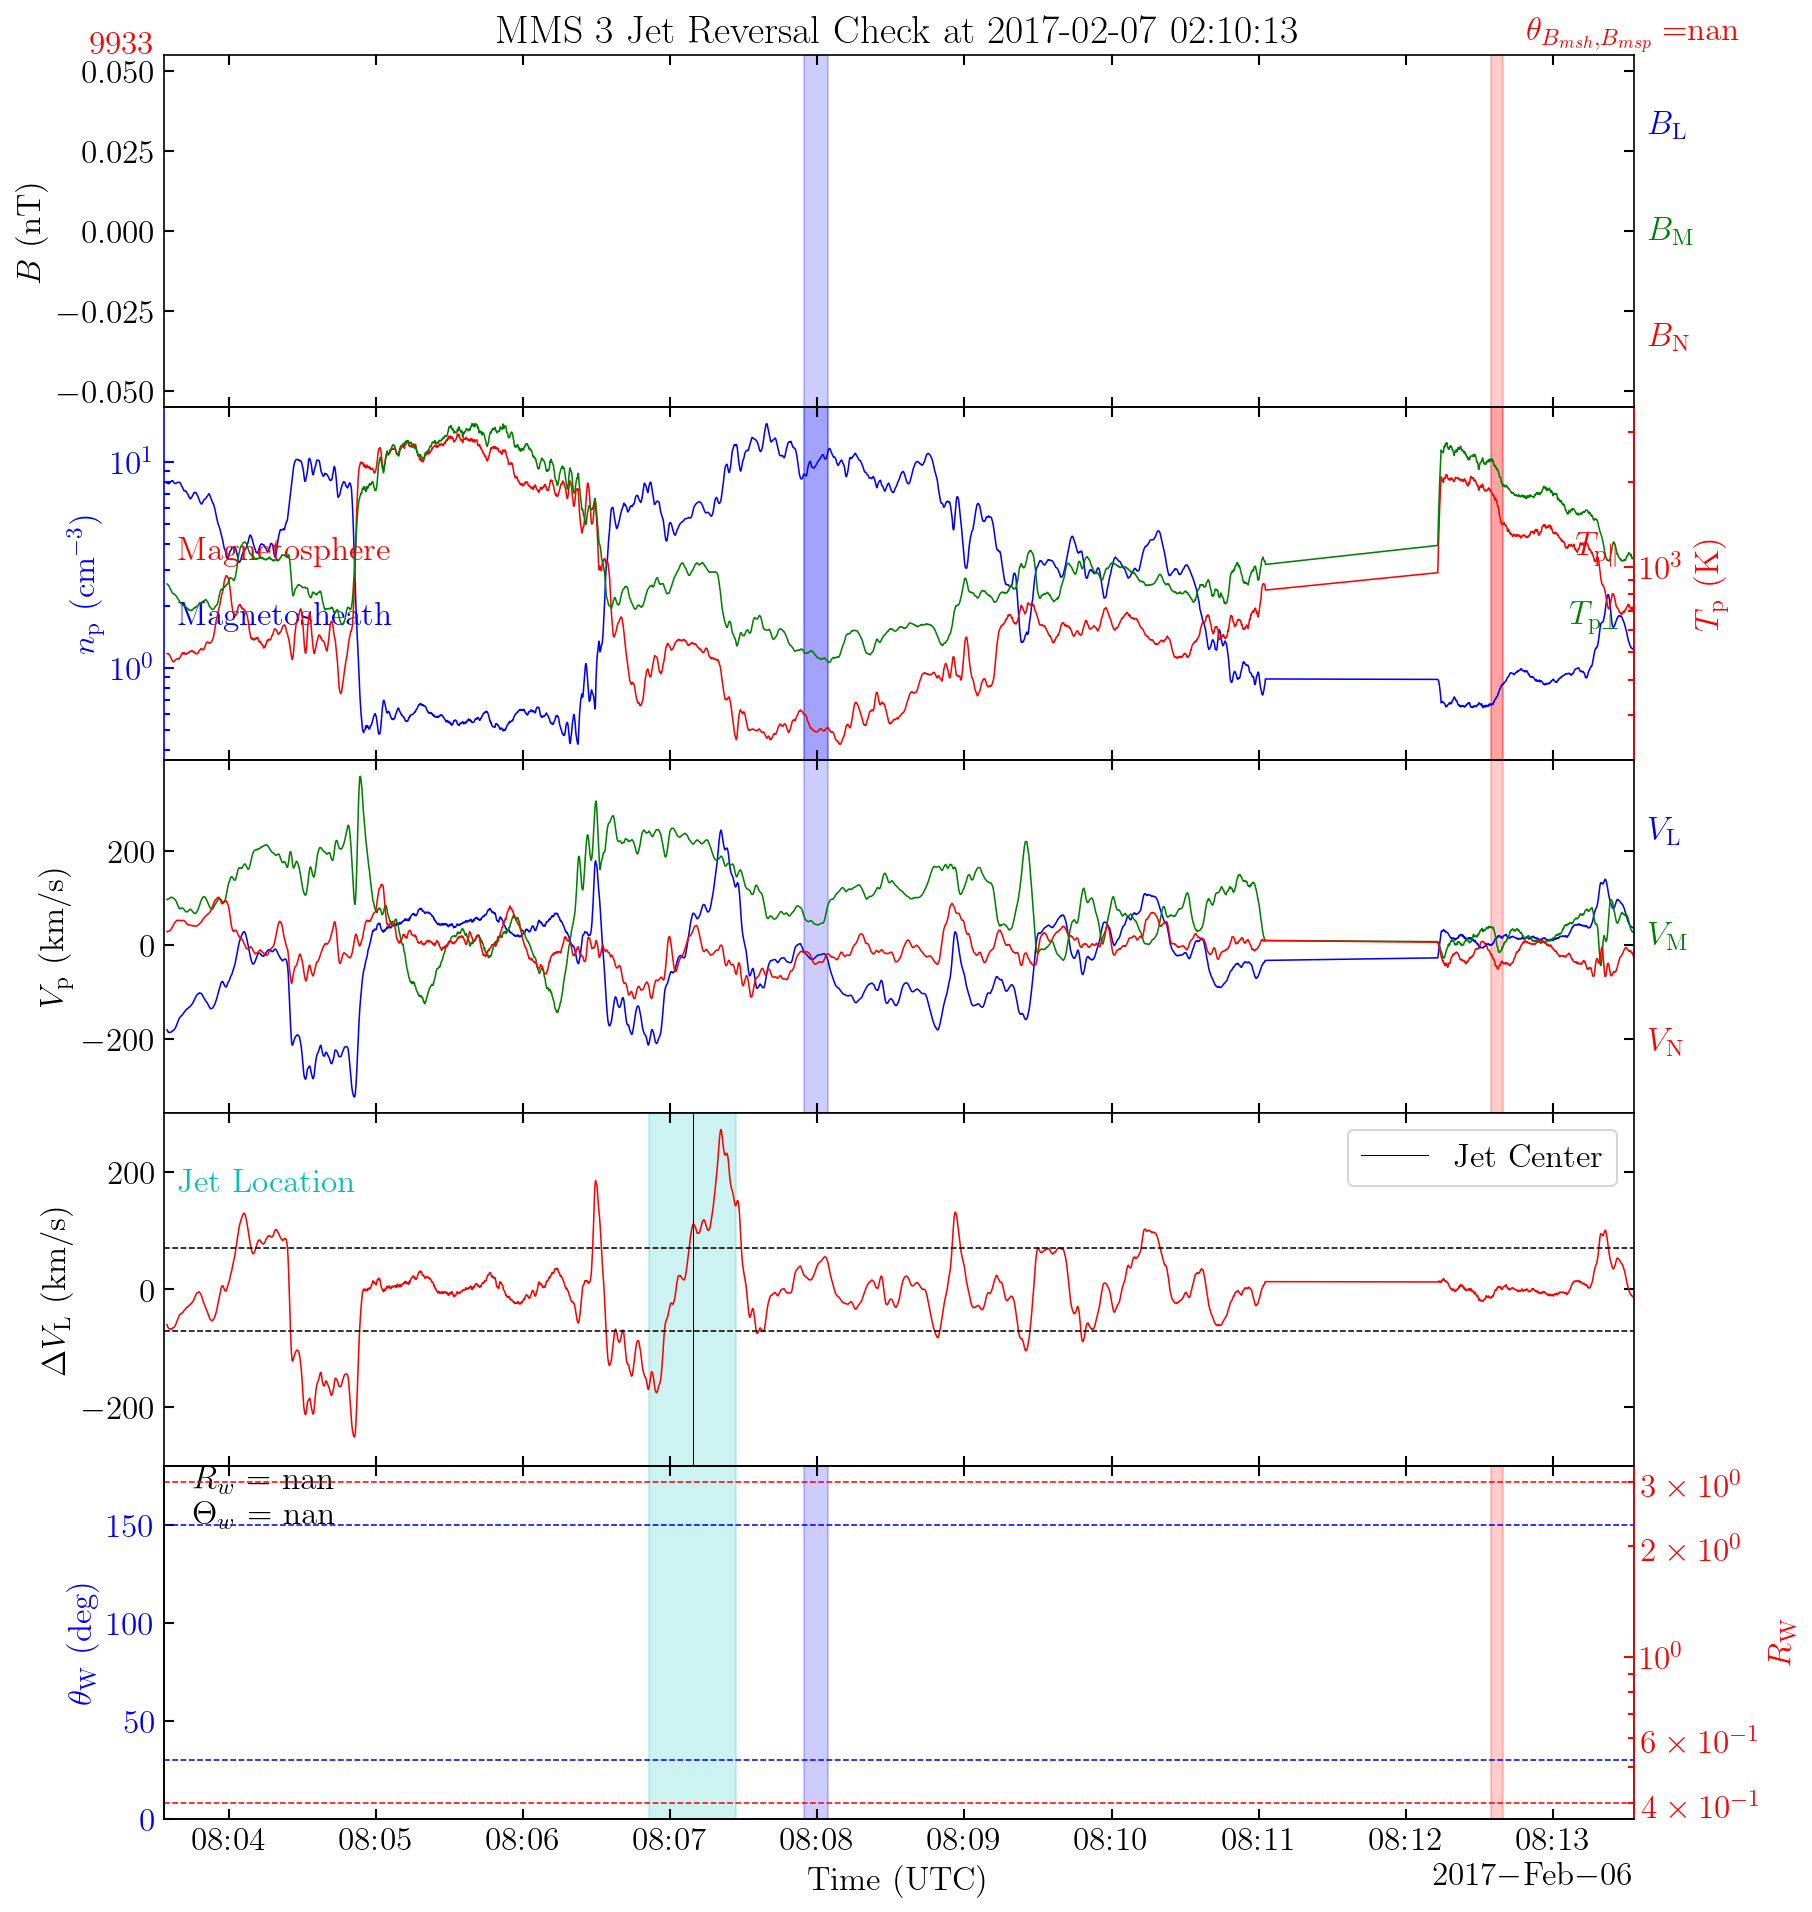 MMS 3 Jet Reversal Check at 2017-02-07 02:10:13
9933
θ_{B_{msh},B_{msp}} =nan
0.050
0.025
0.000
−0.025
−0.050
B (nT)
B_L
B_M
B_N
10^1
10^0
n_p (cm^{−3})
Magnetosphere
Magnetosheath
T_{p∥}
T_{p⊥}
10^3
T_p (K)
200
0
−200
V_p (km/s)
V_L
V_M
V_N
200
0
−200
ΔV_L (km/s)
Jet Location
Jet Center
R_w = nan
Θ_w = nan
150
100
50
0
θ_W (deg)
3 × 10^0
2 × 10^0
10^0
6 × 10^{−1}
4 × 10^{−1}
R_W
08:04 08:05 08:06 08:07 08:08 08:09 08:10 08:11 08:12 08:13
Time (UTC)
2017−Feb−06